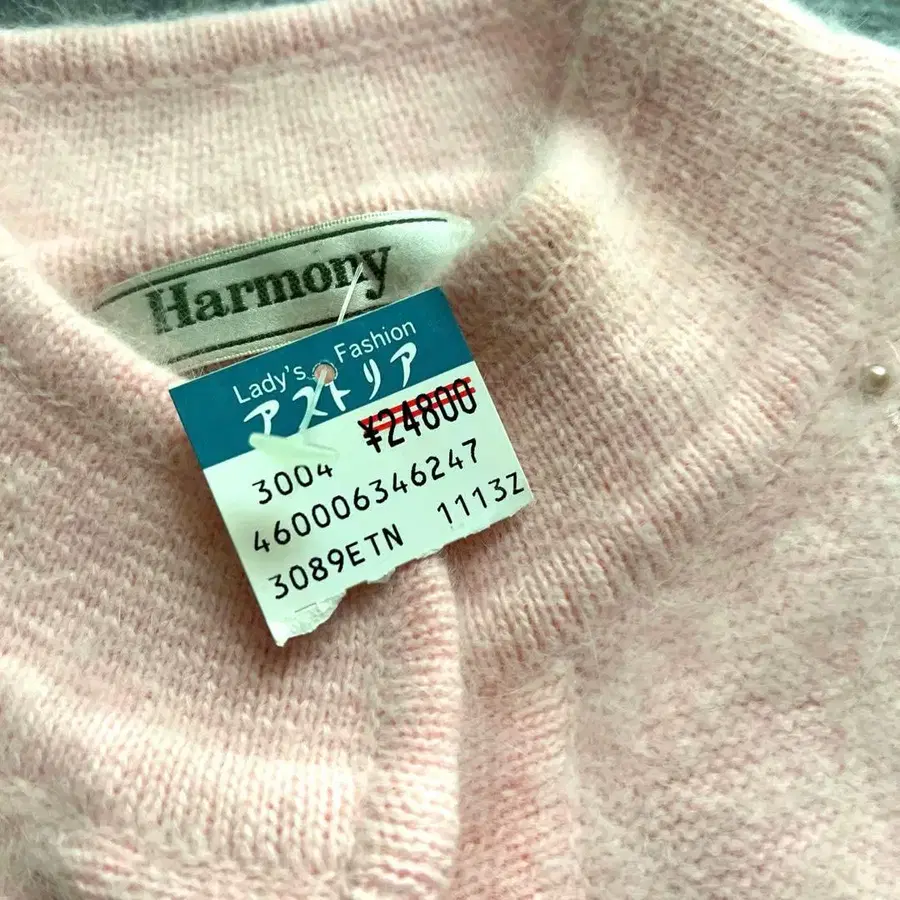 Harmony
Lady's Fashion
アストリア
¥24800
3004
460006346247
3089ETN 1113Z